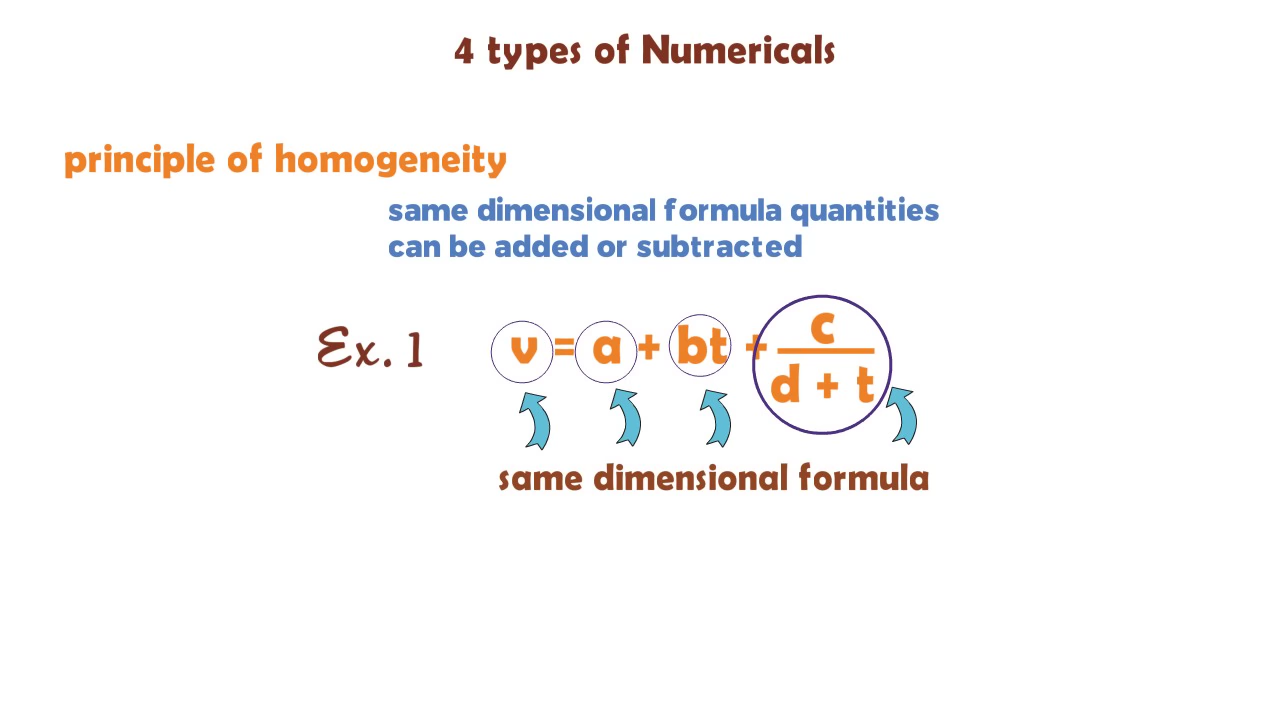 4 types of Numericals
principle of homogeneity
same dimensional formula quantities
can be added or subtracted
Ex. 1 v = a + bt + c / d + t
same dimensional formula